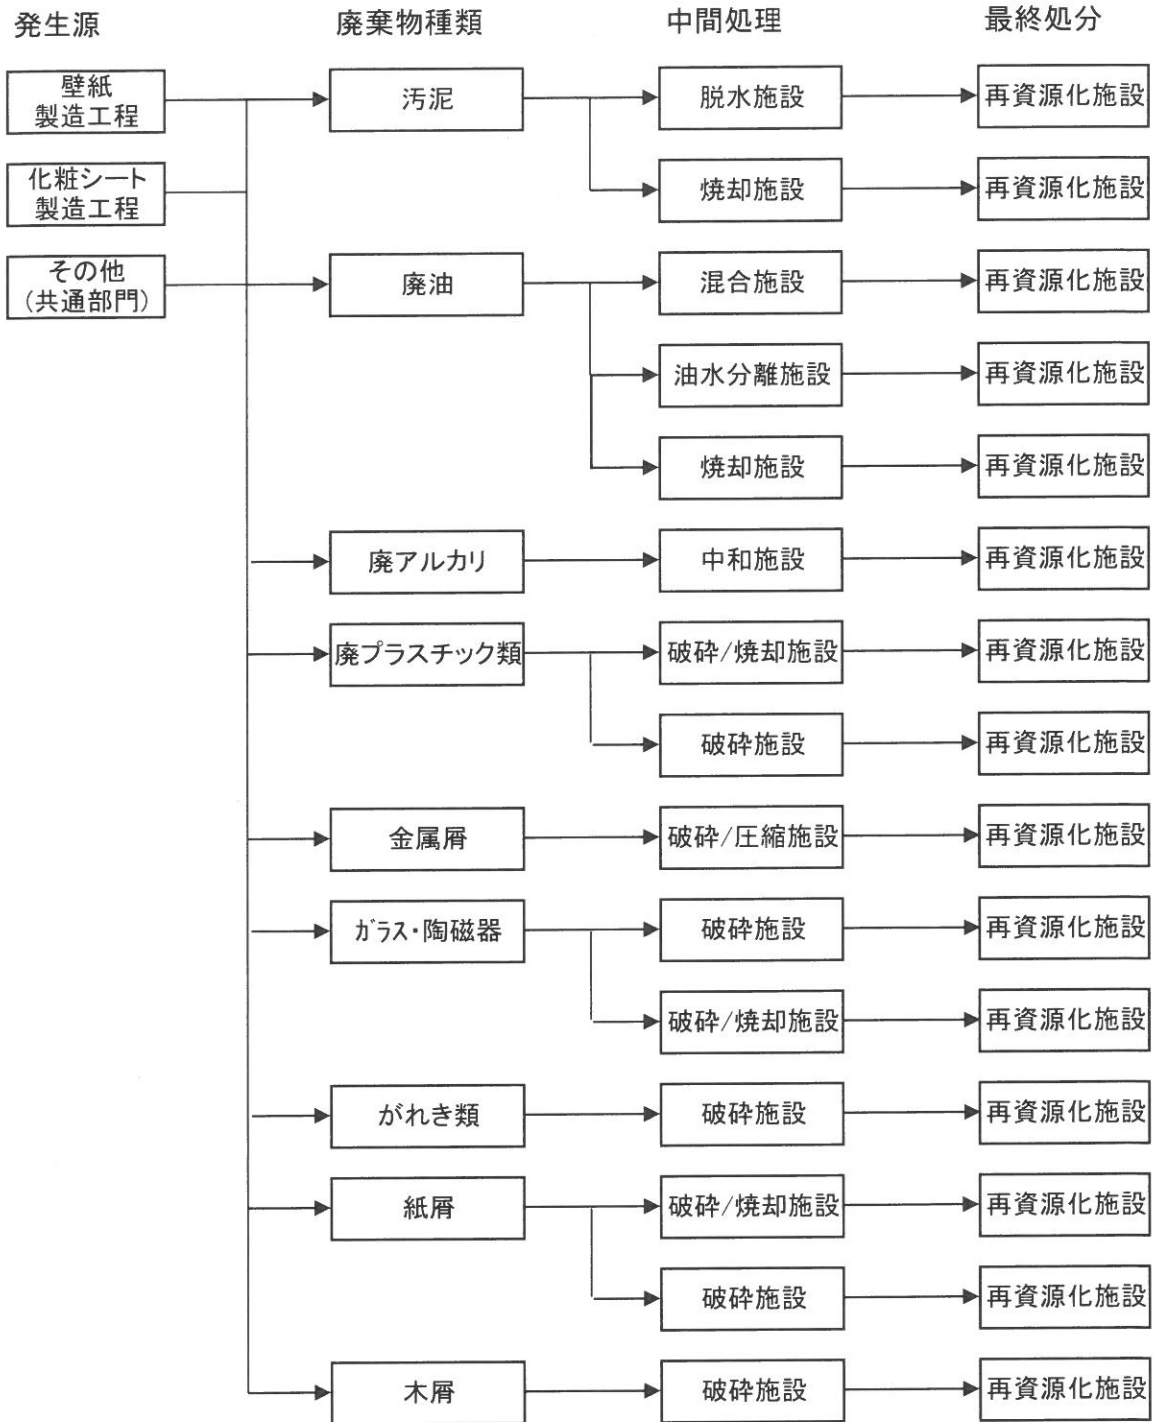 発生源
廃棄物種類
中間処理
最終処分
壁紙
製造工程
汚泥
脱水施設
再資源化施設
化粧シート
製造工程
焼却施設
再資源化施設
その他
(共通部門)
廃油
混合施設
再資源化施設
油水分離施設
再資源化施設
焼却施設
再資源化施設
廃アルカリ
中和施設
再資源化施設
廃プラスチック類
破砕/焼却施設
再資源化施設
破砕施設
再資源化施設
金属屑
破砕/圧縮施設
再資源化施設
ガラス・陶磁器
破砕施設
再資源化施設
破砕/焼却施設
再資源化施設
がれき類
破砕施設
再資源化施設
紙屑
破砕/焼却施設
再資源化施設
破砕施設
再資源化施設
木屑
破砕施設
再資源化施設